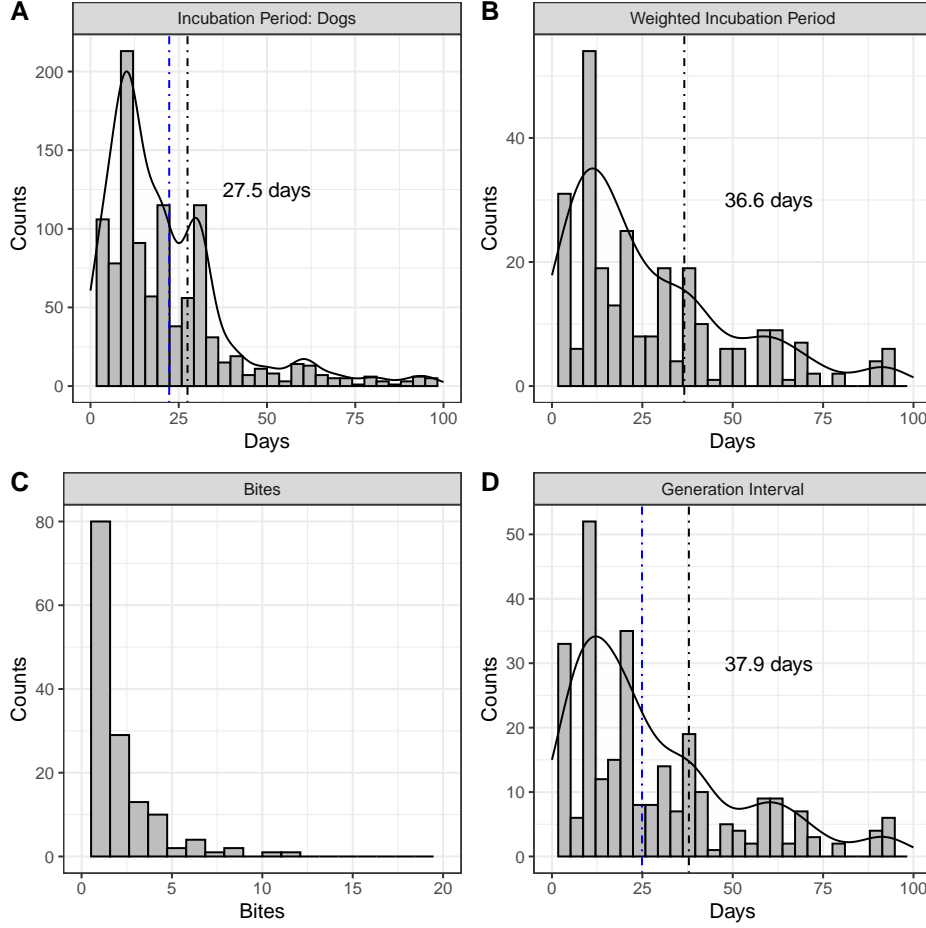 A
Incubation Period: Dogs
Counts
200
150
100
50
0
27.5 days
0 25 50 75 100
Days
B
Weighted Incubation Period
Counts
40
20
0
36.6 days
0 25 50 75 100
Days
C
Bites
Counts
80
60
40
20
0
0 5 10 15 20
Bites
D
Generation Interval
Counts
50
40
30
20
10
0
37.9 days
0 25 50 75 100
Days